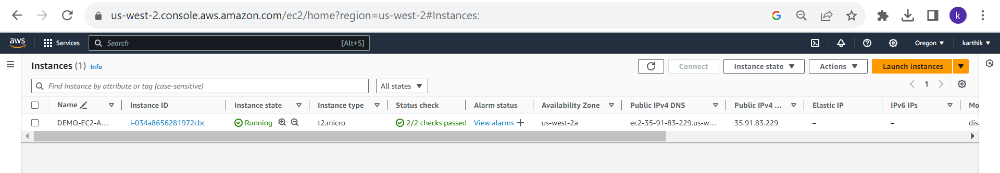 us-west-2.console.aws.amazon.com/ec2/home?region=us-west-2#Instances:
k
aws Services Search [Alt+S] Oregon karthik
Instances (1) Info Connect Instance state Actions Launch instances
Find Instance by attribute or tag (case-sensitive) All states 1
Name Instance ID Instance state Instance type Status check Alarm status Availability Zone Public IPv4 DNS Public IPv4 ... Elastic IP IPv6 IPs Mo
DEMO-EC2-A... i-034a8656281972cbc Running t2.micro 2/2 checks passed View alarms + us-west-2a ec2-35-91-83-229.us-w... 35.91.83.229 – – disa